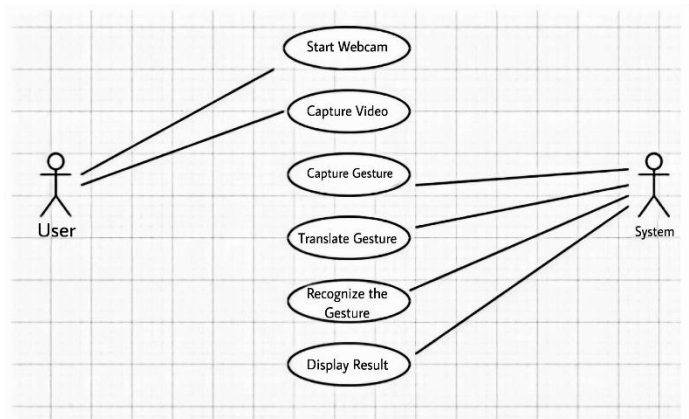 Start Webcam
Capture Video
Capture Gesture
User
System
Translate Gesture
Recognize the
Gesture
Display Result